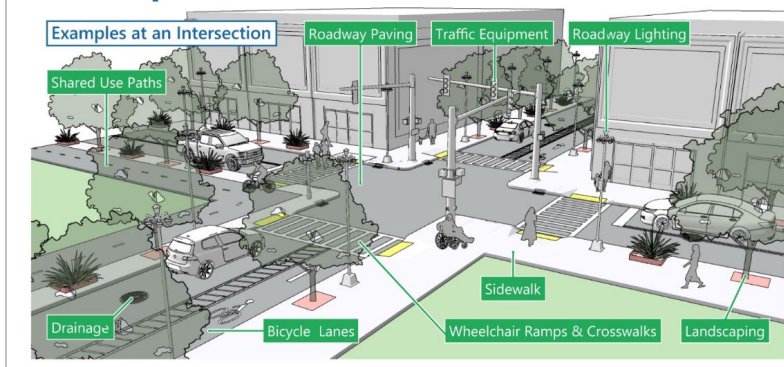 Examples at an Intersection
Roadway Paving
Traffic Equipment
Roadway Lighting
Shared Use Paths
Sidewalk
Drainage
Bicycle Lanes
Wheelchair Ramps & Crosswalks
Landscaping